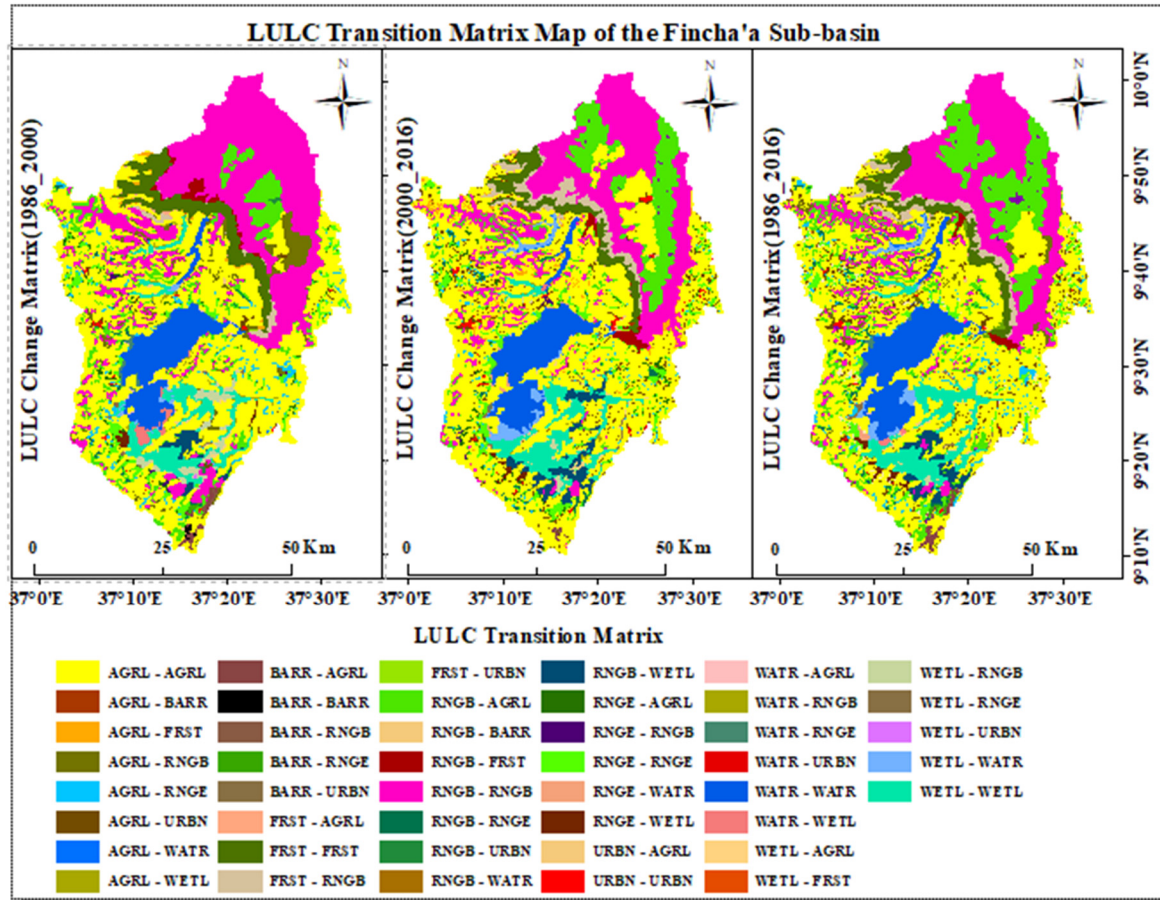 LULC Transition Matrix Map of the Fincha'a Sub-basin
LULC Change Matrix(1986_2000)
N
0 25 50 Km
LULC Change Matrix(2000_2016)
N
0 25 50 Km
LULC Change Matrix(1986_2016)
N
0 25 50 Km
10°0'N
9°50'N
9°40'N
9°30'N
9°20'N
9°10'N
37°0'E 37°10'E 37°20'E 37°30'E
37°0'E 37°10'E 37°20'E 37°30'E
37°0'E 37°10'E 37°20'E 37°30'E
LULC Transition Matrix
AGRL - AGRL
AGRL - BARR
AGRL - FRST
AGRL - RNGB
AGRL - RNGE
AGRL - URBN
AGRL - WATR
AGRL - WETL
BARR - AGRL
BARR - BARR
BARR - RNGB
BARR - RNGE
BARR - URBN
FRST - AGRL
FRST - FRST
FRST - RNGB
FRST - URBN
RNGB - AGRL
RNGB - BARR
RNGB - FRST
RNGB - RNGB
RNGB - RNGE
RNGB - URBN
RNGB - WATR
RNGB - WETL
RNGE - AGRL
RNGE - RNGB
RNGE - RNGE
RNGE - WATR
RNGE - WETL
URBN - AGRL
URBN - URBN
WATR - AGRL
WATR - RNGB
WATR - RNGE
WATR - URBN
WATR - WATR
WATR - WETL
WETL - AGRL
WETL - FRST
WETL - RNGB
WETL - RNGE
WETL - URBN
WETL - WATR
WETL - WETL